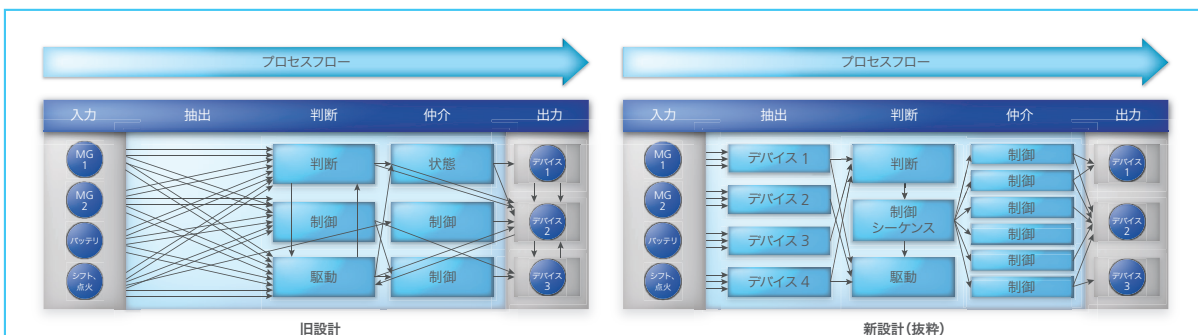 プロセスフロー
入力 抽出 判断 仲介 出力
MG
1
MG
2
バッテリ
シフト、
点火
判断
制御
駆動
状態
制御
制御
デバイス
1
デバイス
2
デバイス
3
旧設計
プロセスフロー
入力 抽出 判断 仲介 出力
MG
1
MG
2
バッテリ
シフト、
点火
デバイス 1
デバイス 2
デバイス 3
デバイス 4
判断
制御
シーケンス
駆動
制御
制御
制御
制御
制御
制御
デバイス
1
デバイス
2
デバイス
3
新設計(抜粋)